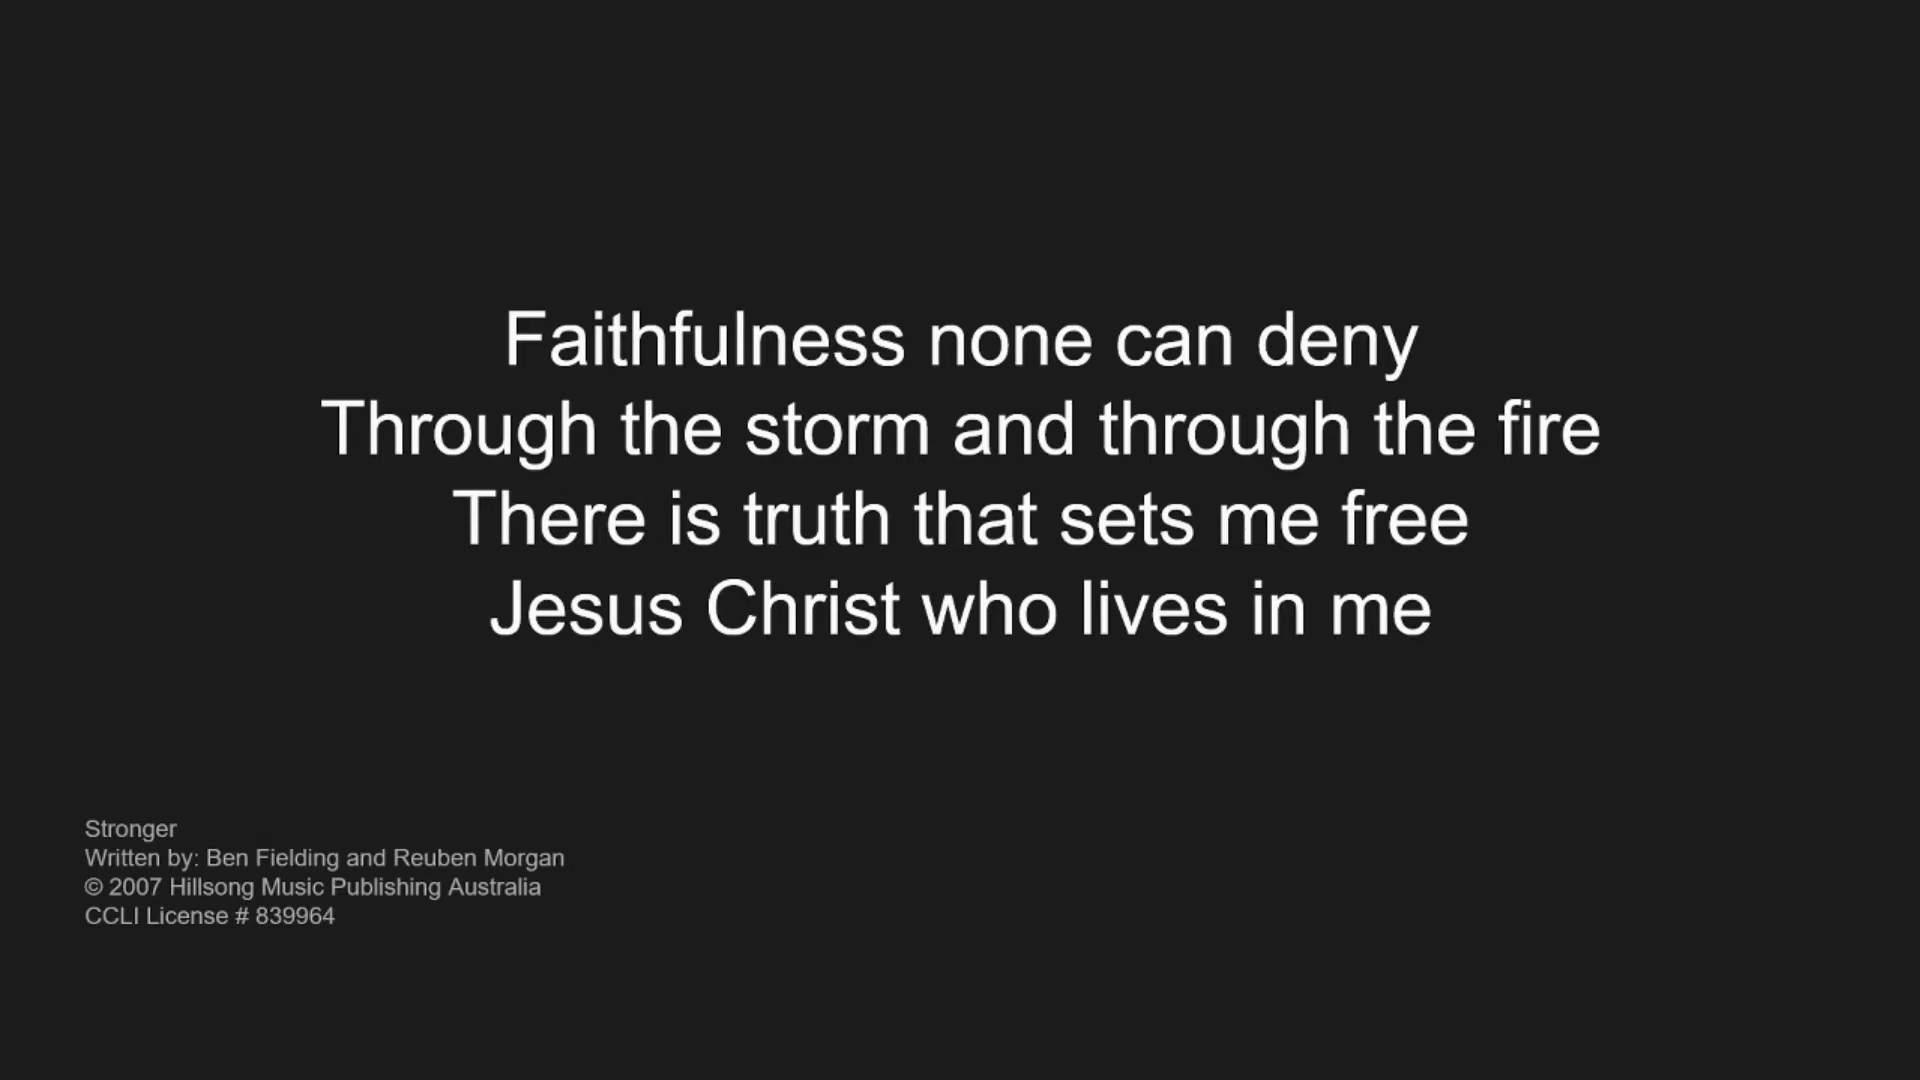 Faithfulness none can deny
Through the storm and through the fire
There is truth that sets me free
Jesus Christ who lives in me
Stronger
Written by: Ben Fielding and Reuben Morgan
© 2007 Hillsong Music Publishing Australia
CCLI License # 839964